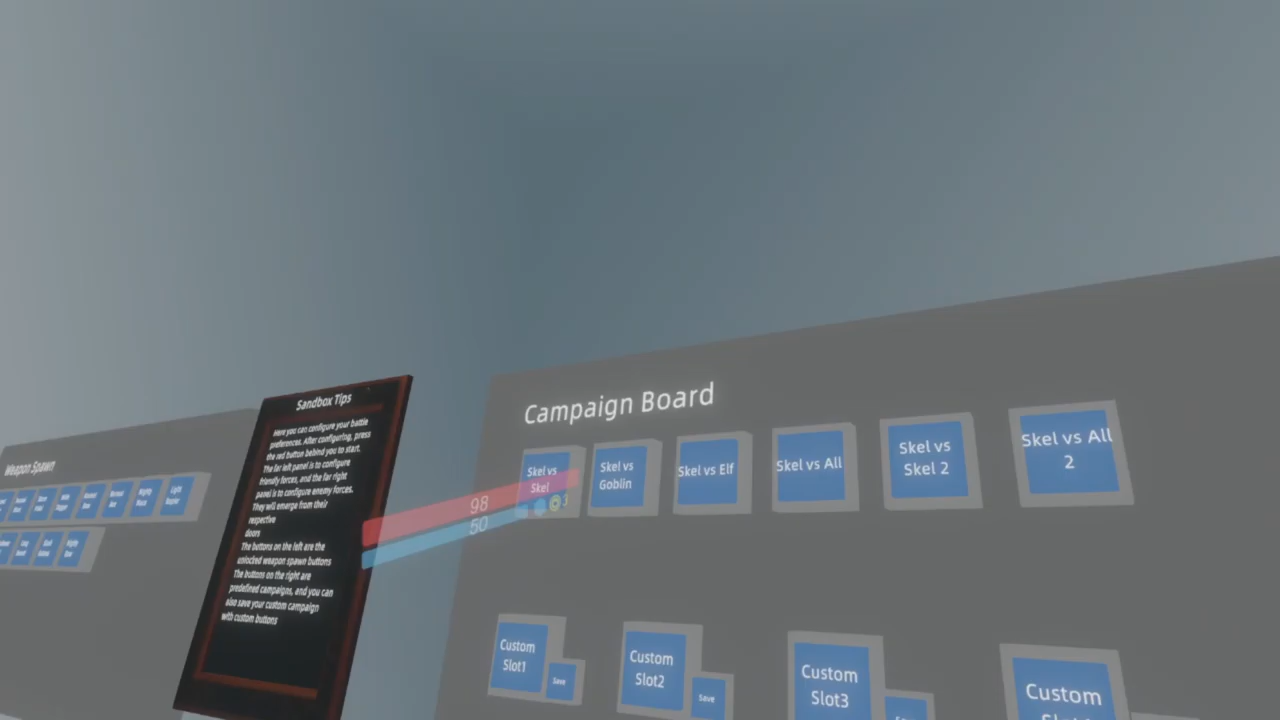 Campaign Board
Skel vs
Skel
Skel vs
Goblin
Skel vs Elf
Skel vs All
Skel vs
Skel 2
Skel vs All
2
98
50
3
Custom
Slot1
Save
Custom
Slot2
Save
Custom
Slot3
Custom
Sandbox Tips
Here you can configure your battle
preferences. After configuring, press
the red button behind you to start.
The far left panel is to configure
friendly forces, and the far right
panel is to configure enemy forces.
They will emarge from their
respective
doors
The buttons on the left are the
unlocked weapon spawn buttons
The buttons on the right are
predefined campaigns, and you can
also save your custom campaign
with custom buttons
Weapon Spawn